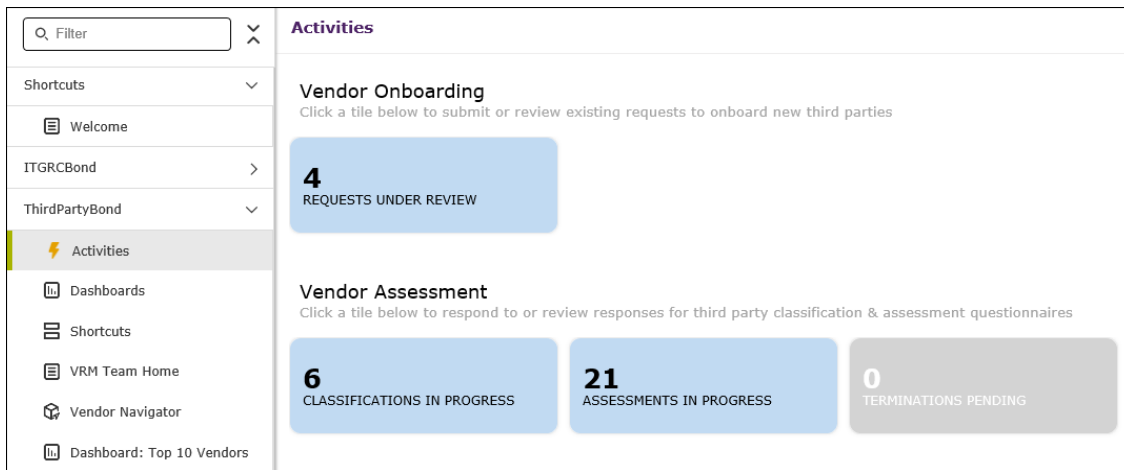 Filter
Shortcuts
Welcome
ITGRCBond
ThirdPartyBond
Activities
Dashboards
Shortcuts
VRM Team Home
Vendor Navigator
Dashboard: Top 10 Vendors
Activities
Vendor Onboarding
Click a tile below to submit or review existing requests to onboard new third parties
4
REQUESTS UNDER REVIEW
Vendor Assessment
Click a tile below to respond to or review responses for third party classification & assessment questionnaires
6
CLASSIFICATIONS IN PROGRESS
21
ASSESSMENTS IN PROGRESS
0
TERMINATIONS PENDING